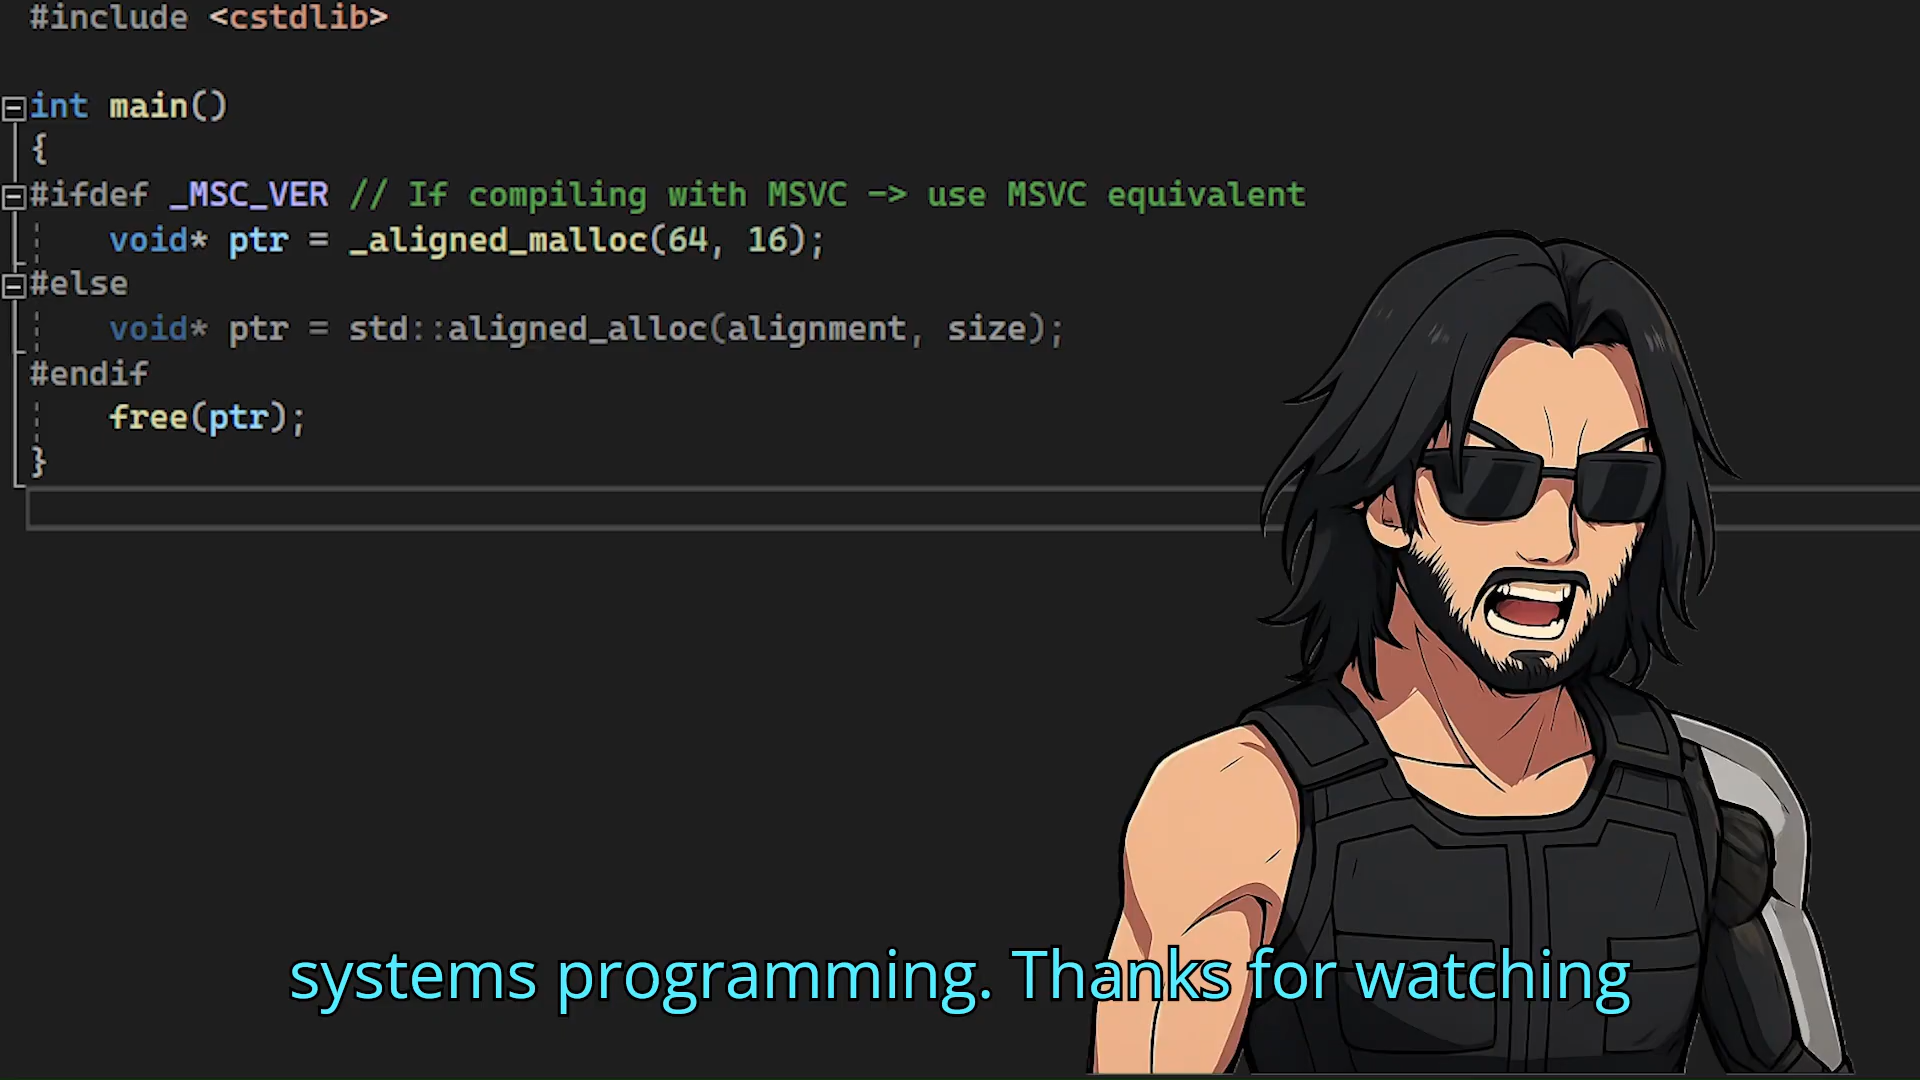 #include <cstdlib>
int main()
{
#ifdef _MSC_VER // If compiling with MSVC -> use MSVC equivalent
void* ptr = _aligned_malloc(64, 16);
#else
void* ptr = std::aligned_alloc(alignment, size);
#endif
free(ptr);
}
systems programming. Thanks for watching